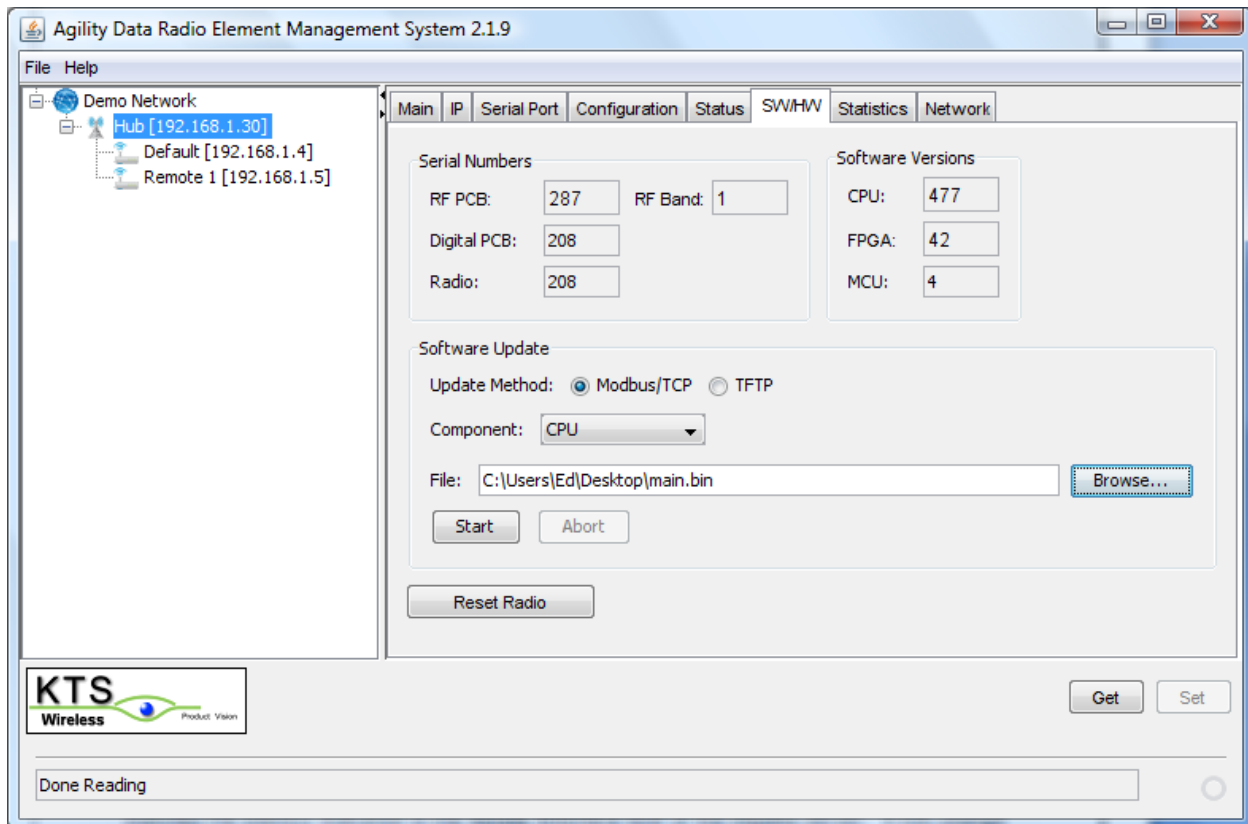 Agility Data Radio Element Management System 2.1.9
File Help
Demo Network
Hub [192.168.1.30]
Default [192.168.1.4]
Remote 1 [192.168.1.5]
Main IP Serial Port Configuration Status SW/HW Statistics Network
Serial Numbers
RF PCB: 287 RF Band: 1
Digital PCB: 208
Radio: 208
Software Versions
CPU: 477
FPGA: 42
MCU: 4
Software Update
Update Method: Modbus/TCP TFTP
Component: CPU
File: C:\Users\Ed\Desktop\main.bin Browse...
Start Abort
Reset Radio
KTS
Wireless Product Vision
Get Set
Done Reading